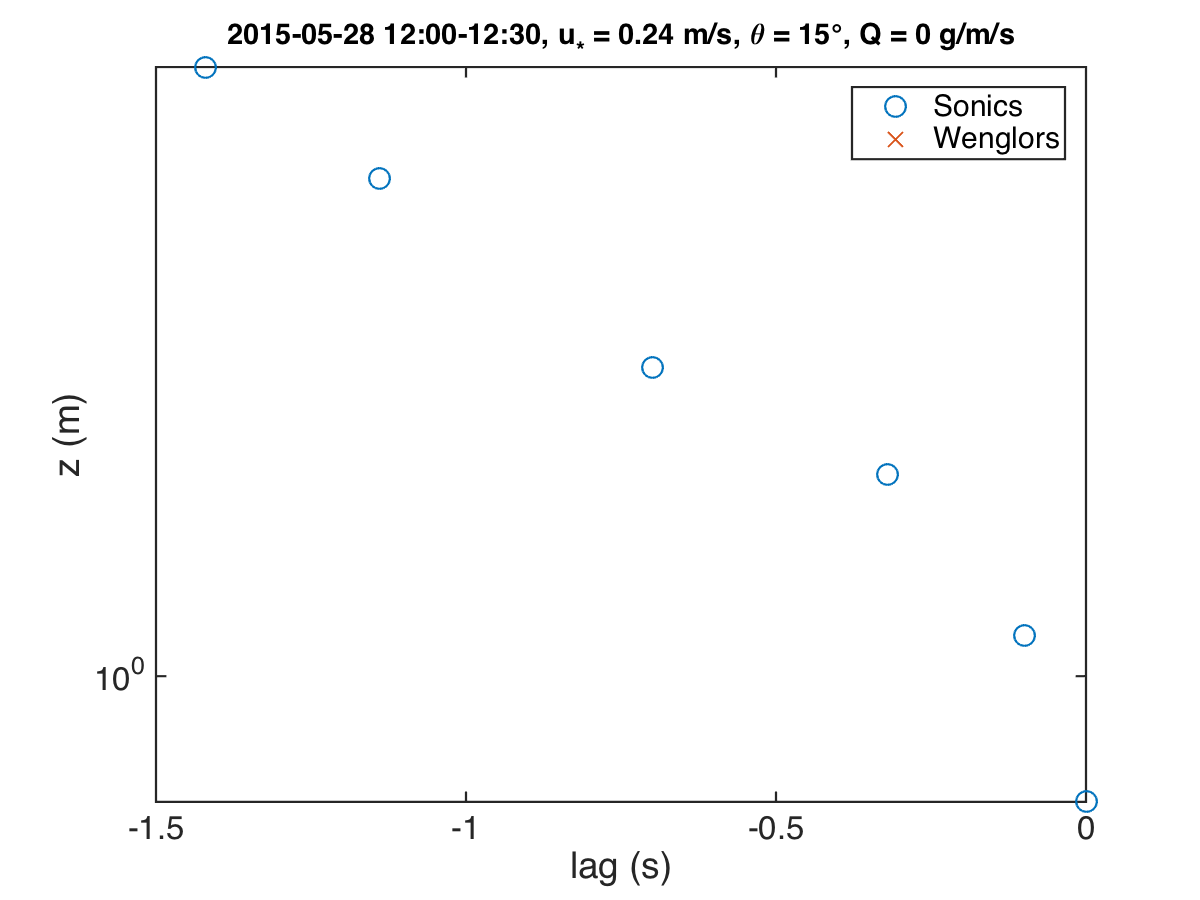 2015-05-28 12:00-12:30, u* = 0.24 m/s, θ = 15°, Q = 0 g/m/s
Sonics
Wenglors
z (m)
10^0
-1.5 -1 -0.5 0
lag (s)